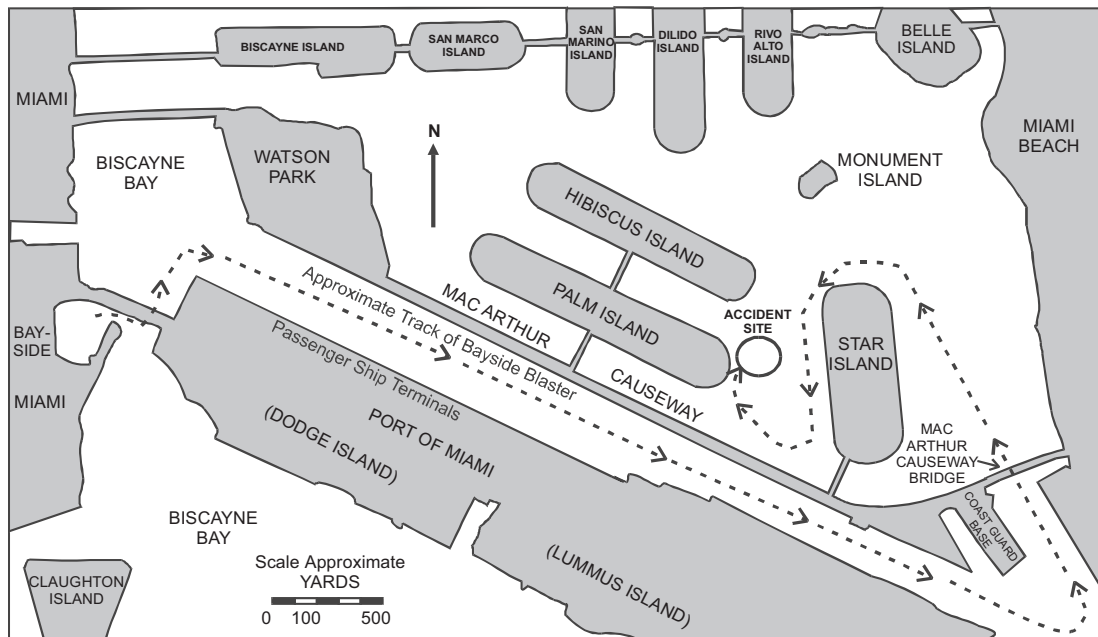 BISCAYNE ISLAND
SAN MARCO
ISLAND
SAN
MARINO
ISLAND
DILIDO
ISLAND
RIVO
ALTO
ISLAND
BELLE
ISLAND
MIAMI
MIAMI
BEACH
BISCAYNE
BAY
WATSON
PARK
N
MONUMENT
ISLAND
HIBISCUS ISLAND
PALM ISLAND
MAC ARTHUR
CAUSEWAY
ACCIDENT
SITE
STAR
ISLAND
Approximate Track of Bayside Blaster
Passenger Ship Terminals
PORT OF MIAMI
(DODGE ISLAND)
BAY-
SIDE
MIAMI
MAC
ARTHUR
CAUSEWAY
BRIDGE
COAST GUARD
BASE
BISCAYNE
BAY
(LUMMUS ISLAND)
CLAUGHTON
ISLAND
Scale Approximate
YARDS
0 100 500